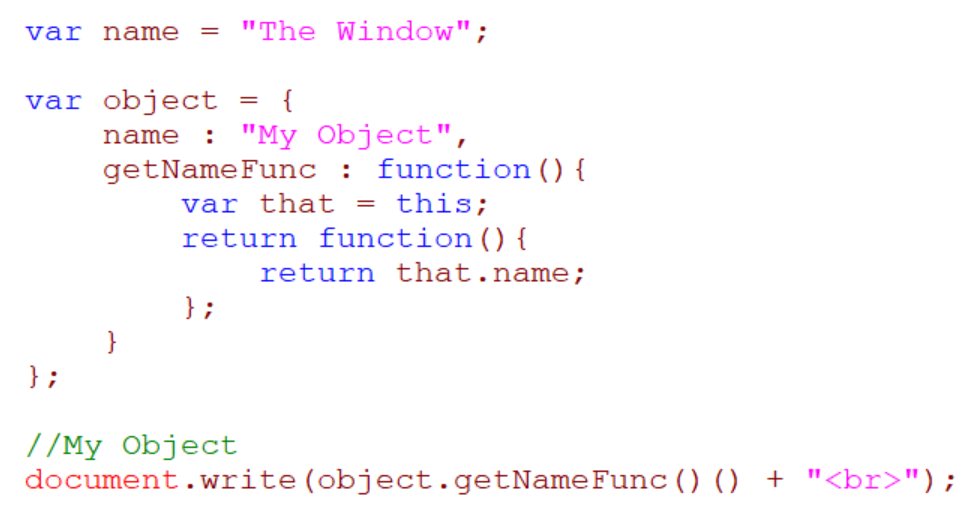 var name = "The Window";
var object = {
name : "My Object",
getNameFunc : function(){
var that = this;
return function(){
return that.name;
};
}
};
//My Object
document.write(object.getNameFunc()() + "<br>");